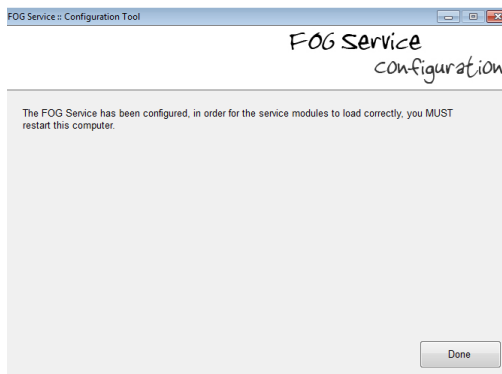 FOG Service :: Configuration Tool
FOG Service
configuration
The FOG Service has been configured, in order for the service modules to load correctly, you MUST
restart this computer.
Done